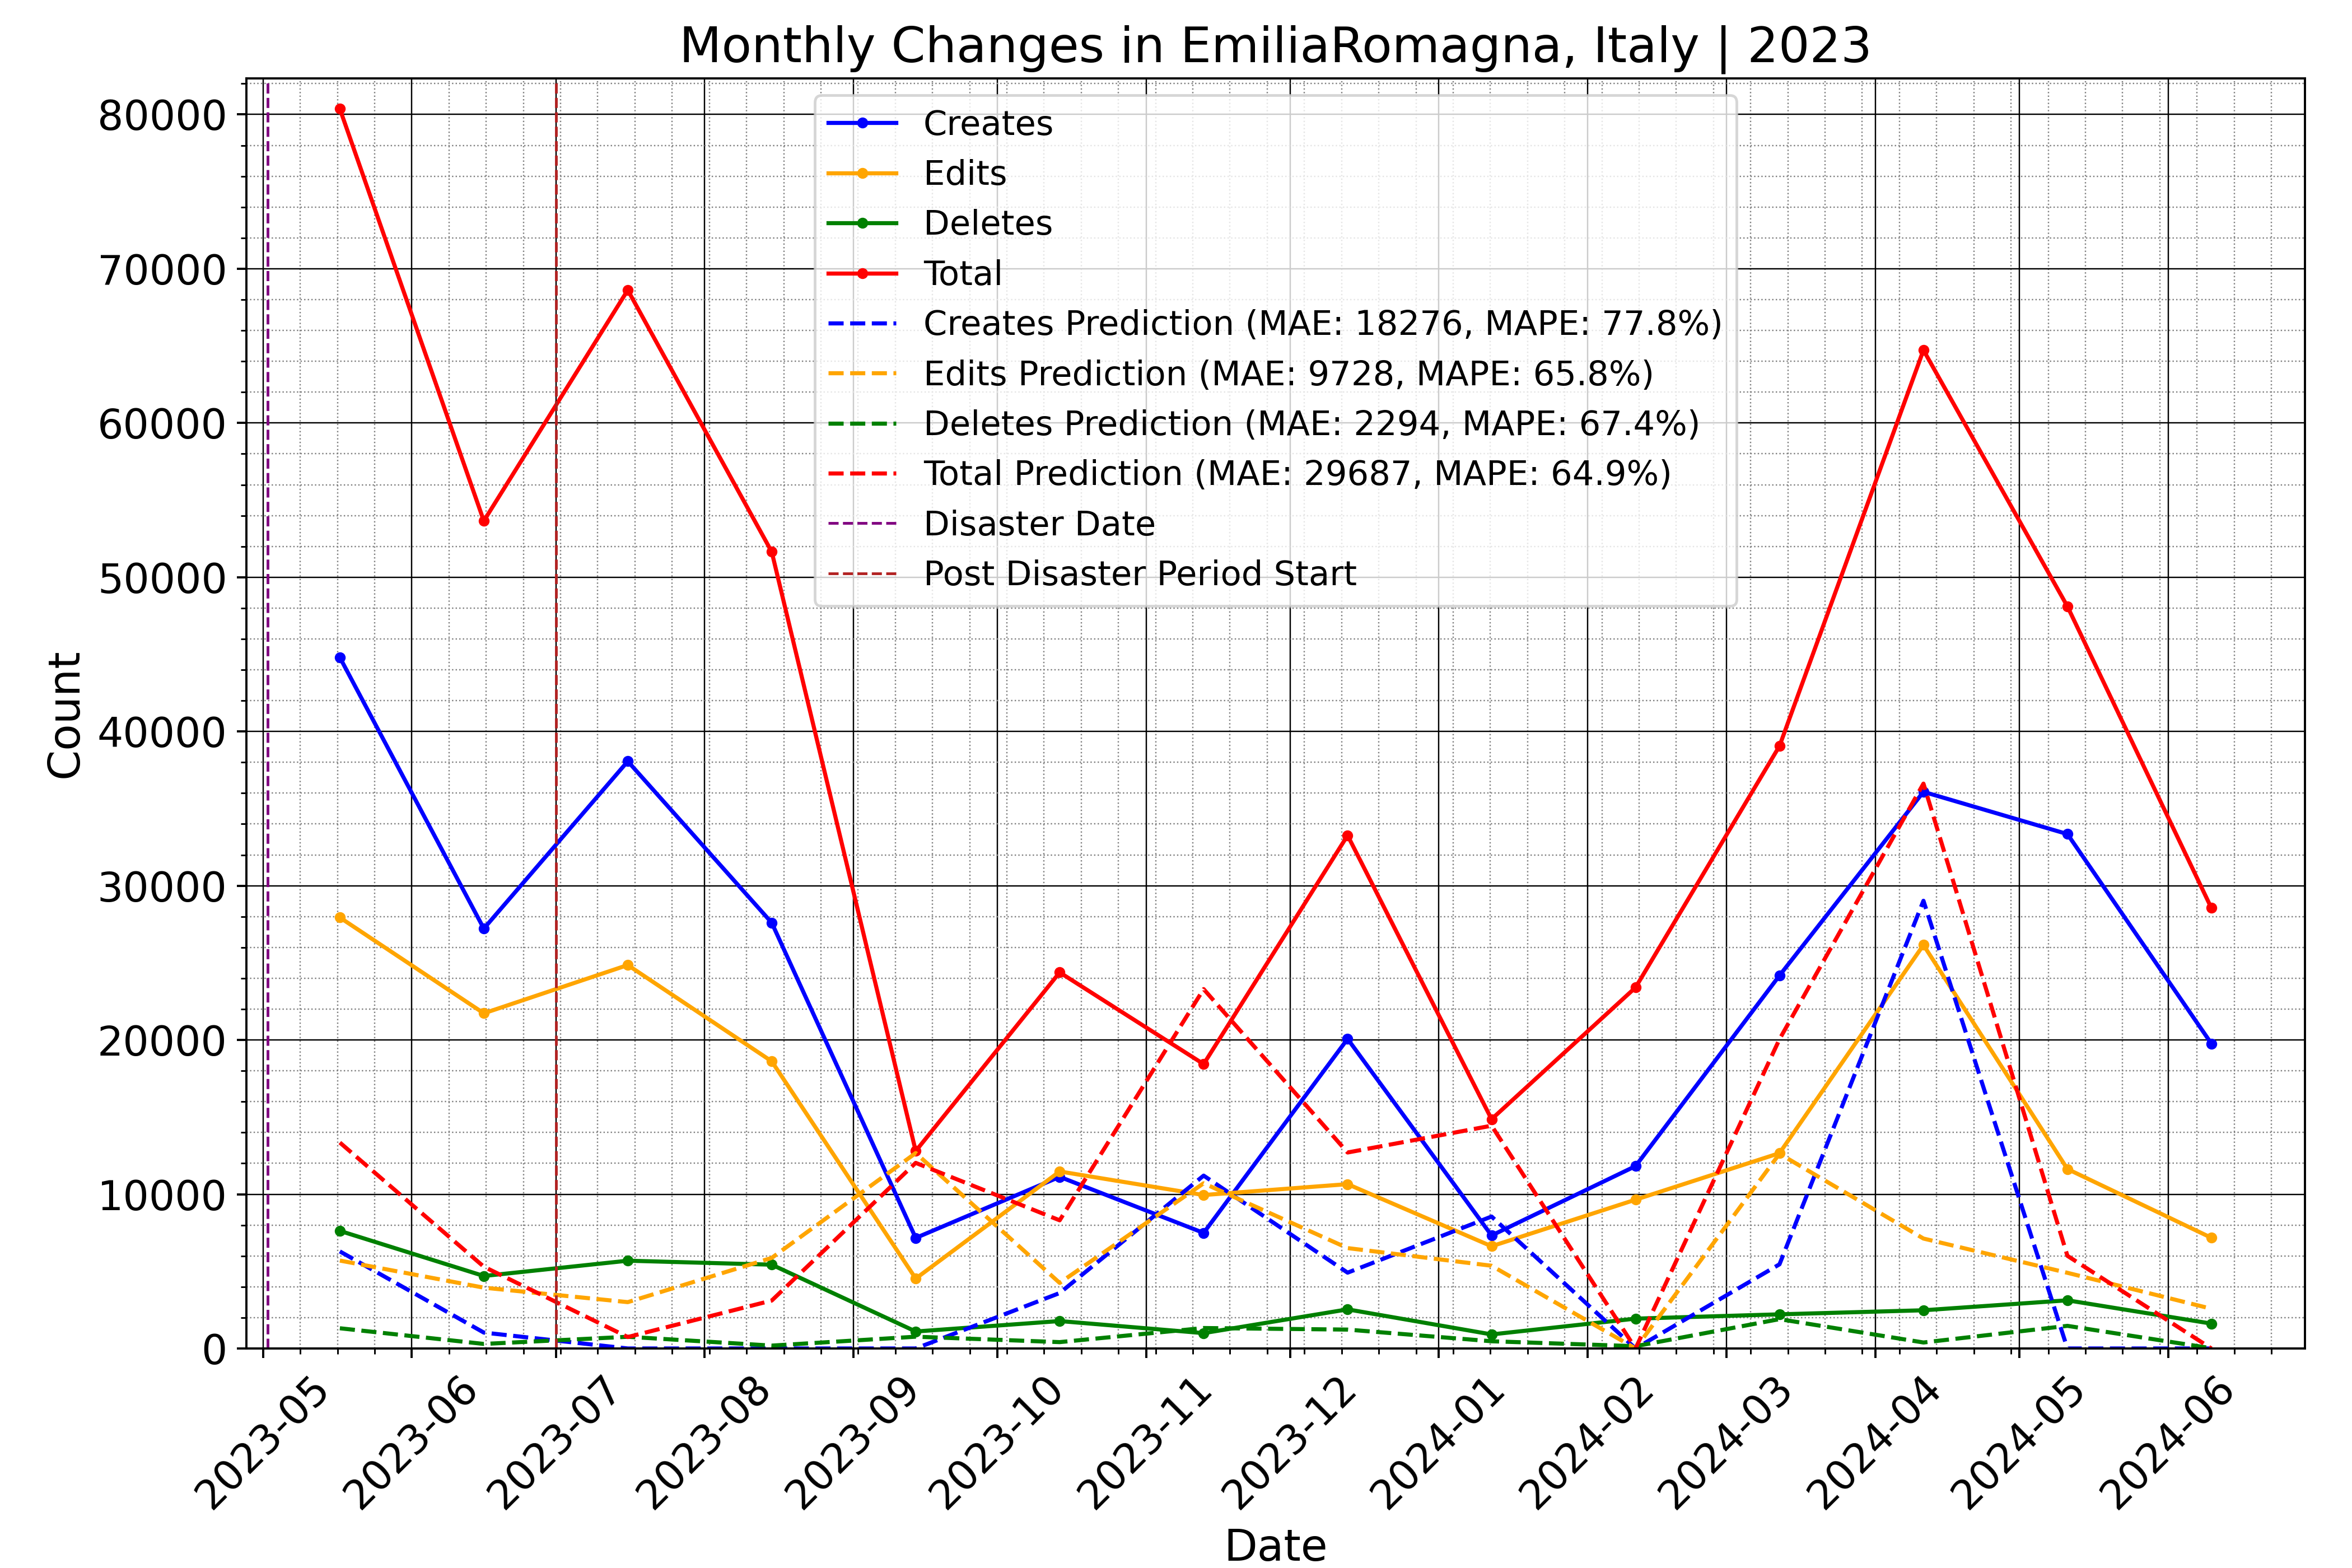 Monthly Changes in EmiliaRomagna, Italy | 2023
Creates
Edits
Deletes
Total
Creates Prediction (MAE: 18276, MAPE: 77.8%)
Edits Prediction (MAE: 9728, MAPE: 65.8%)
Deletes Prediction (MAE: 2294, MAPE: 67.4%)
Total Prediction (MAE: 29687, MAPE: 64.9%)
Disaster Date
Post Disaster Period Start
Count
80000
70000
60000
50000
40000
30000
20000
10000
0
2023-05
2023-06
2023-07
2023-08
2023-09
2023-10
2023-11
2023-12
2024-01
2024-02
2024-03
2024-04
2024-05
2024-06
Date